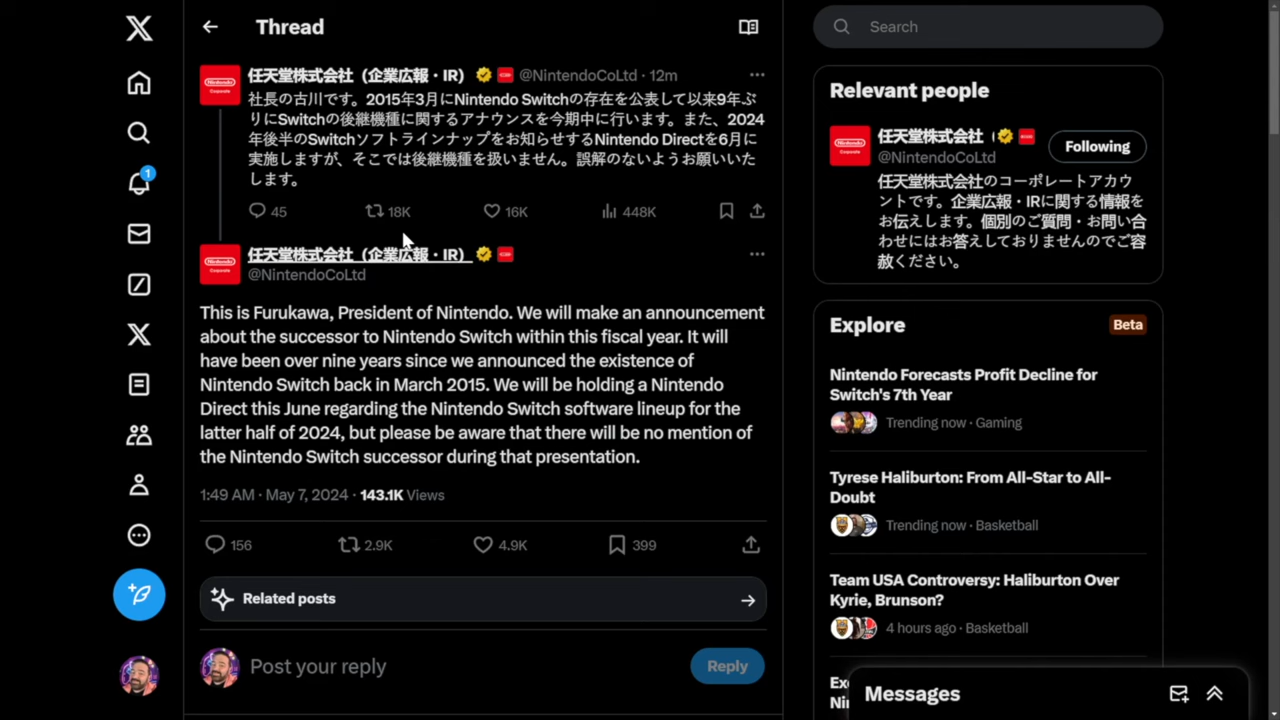 Thread
任天堂株式会社（企業広報・IR） @NintendoCoLtd · 12m
社長の古川です。2015年3月にNintendo Switchの存在を公表して以来9年ぶ
りにSwitchの後継機種に関するアナウンスを今期中に行います。また、2024
年後半のSwitchソフトラインナップをお知らせするNintendo Directを6月に
実施しますが、そこでは後継機種を扱いません。誤解のないようお願いいた
します。
45 18K 16K 448K
任天堂株式会社（企業広報・IR）
@NintendoCoLtd
This is Furukawa, President of Nintendo. We will make an announcement
about the successor to Nintendo Switch within this fiscal year. It will
have been over nine years since we announced the existence of
Nintendo Switch back in March 2015. We will be holding a Nintendo
Direct this June regarding the Nintendo Switch software lineup for the
latter half of 2024, but please be aware that there will be no mention of
the Nintendo Switch successor during that presentation.
1:49 AM · May 7, 2024 · 143.1K Views
156 2.9K 4.9K 399
Related posts
Post your reply
Reply
1
Search
Relevant people
任天堂株式会社（
@NintendoCoLtd
Following
任天堂株式会社のコーポレートアカウ
ントです。企業広報・IRに関する情報を
お伝えします。個別のご質問・お問い合
わせにはお答えしておりませんのでご容
赦ください。
Explore
Beta
Nintendo Forecasts Profit Decline for
Switch's 7th Year
Trending now · Gaming
Tyrese Haliburton: From All-Star to All-
Doubt
Trending now · Basketball
Team USA Controversy: Haliburton Over
Kyrie, Brunson?
4 hours ago · Basketball
Messages